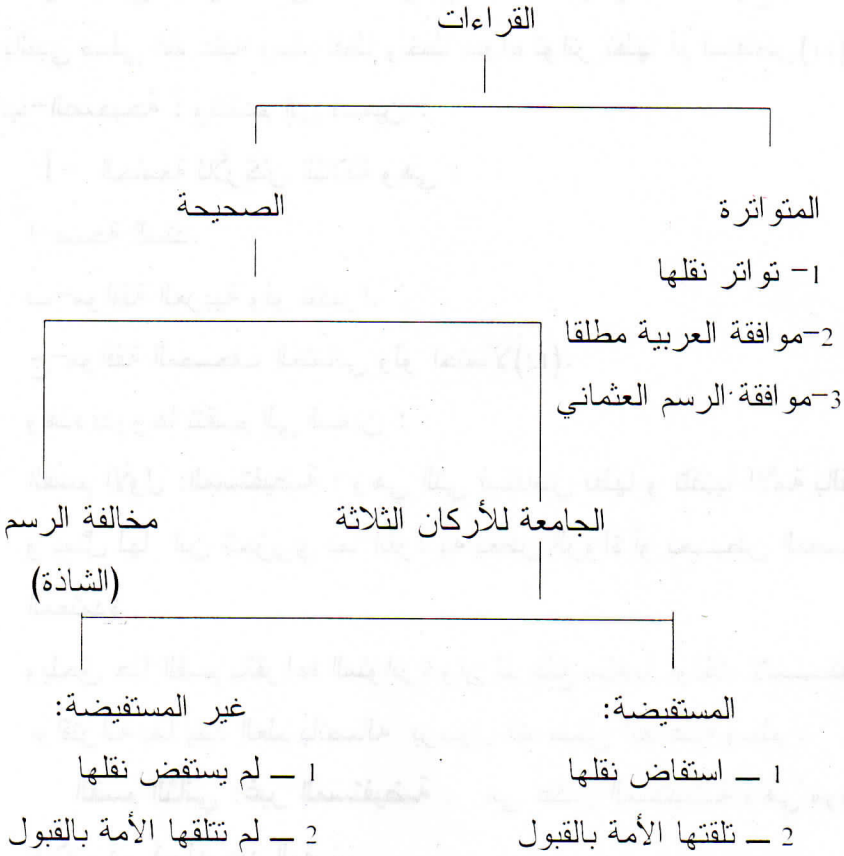 القراءات
المتواترة
1- تواتر نقلها
2-موافقة العربية مطلقا
3-موافقة الرسم العثماني
الصحيحة
الجامعة للأركان الثلاثة
مخالفة الرسم
(الشاذة)
المستفيضة:
1 – استفاض نقلها
2 – تلقتها الأمة بالقبول
غير المستفيضة:
1 – لم يستفض نقلها
2 – لم تتلقها الأمة بالقبول